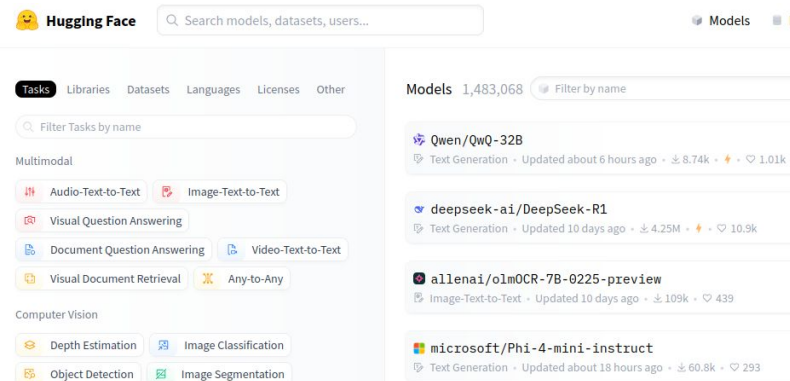 Hugging Face
Search models, datasets, users...
Models
Tasks Libraries Datasets Languages Licenses Other
Filter Tasks by name
Multimodal
Audio-Text-to-Text Image-Text-to-Text
Visual Question Answering
Document Question Answering Video-Text-to-Text
Visual Document Retrieval Any-to-Any
Computer Vision
Depth Estimation Image Classification
Object Detection Image Segmentation
Models 1,483,068 Filter by name
Qwen/QwQ-32B
Text Generation • Updated about 6 hours ago • 8.74k • 1.01k
deepseek-ai/DeepSeek-R1
Text Generation • Updated 10 days ago • 4.25M • 10.9k
allenai/olmOCR-7B-0225-preview
Image-Text-to-Text • Updated 10 days ago • 109k • 439
microsoft/Phi-4-mini-instruct
Text Generation • Updated about 18 hours ago • 60.8k • 293